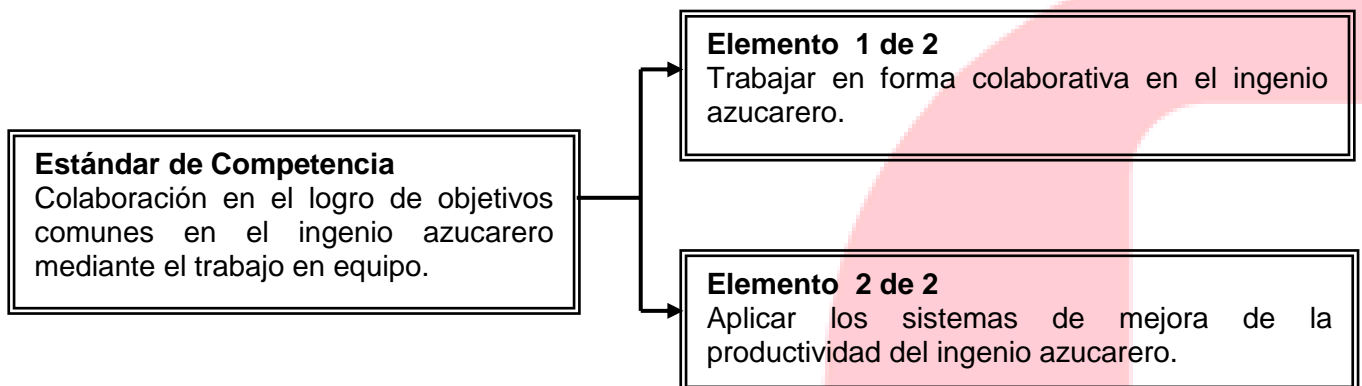 Estándar de Competencia
Colaboración en el logro de objetivos
comunes en el ingenio azucarero
mediante el trabajo en equipo.
Elemento 1 de 2
Trabajar en forma colaborativa en el ingenio
azucarero.
Elemento 2 de 2
Aplicar los sistemas de mejora de la
productividad del ingenio azucarero.